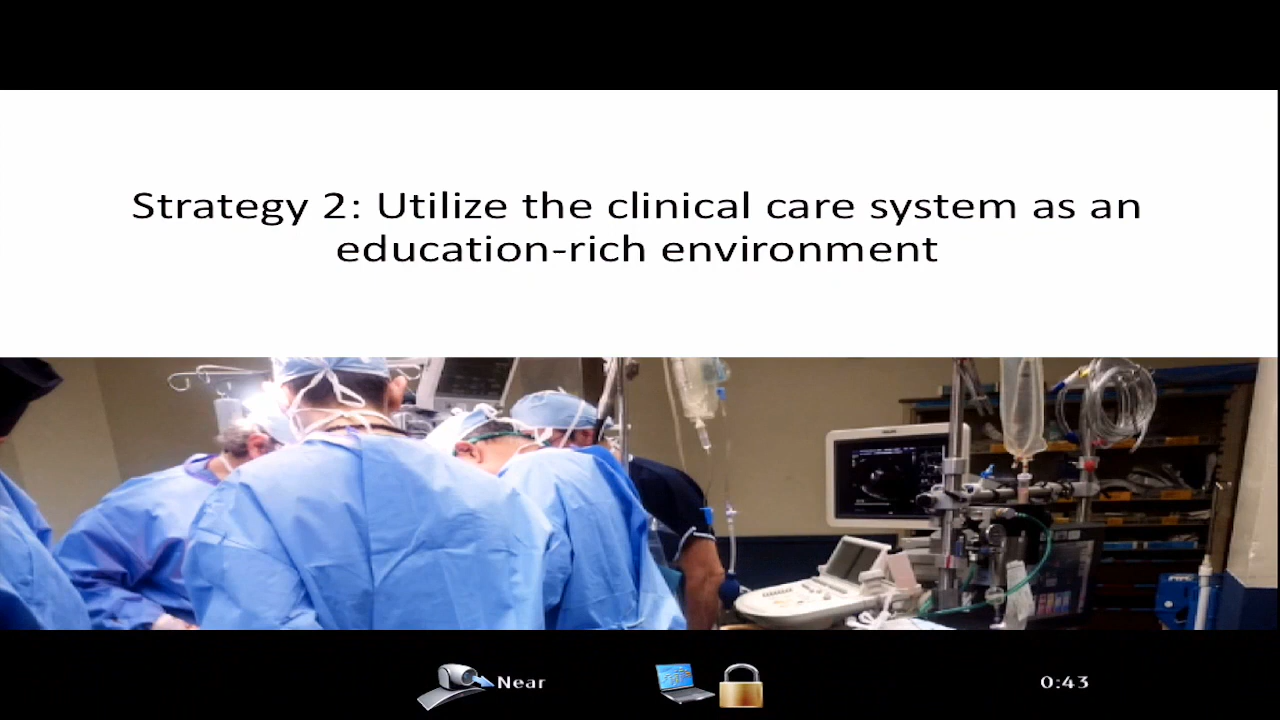 Strategy 2: Utilize the clinical care system as an
education-rich environment
Near
0:43